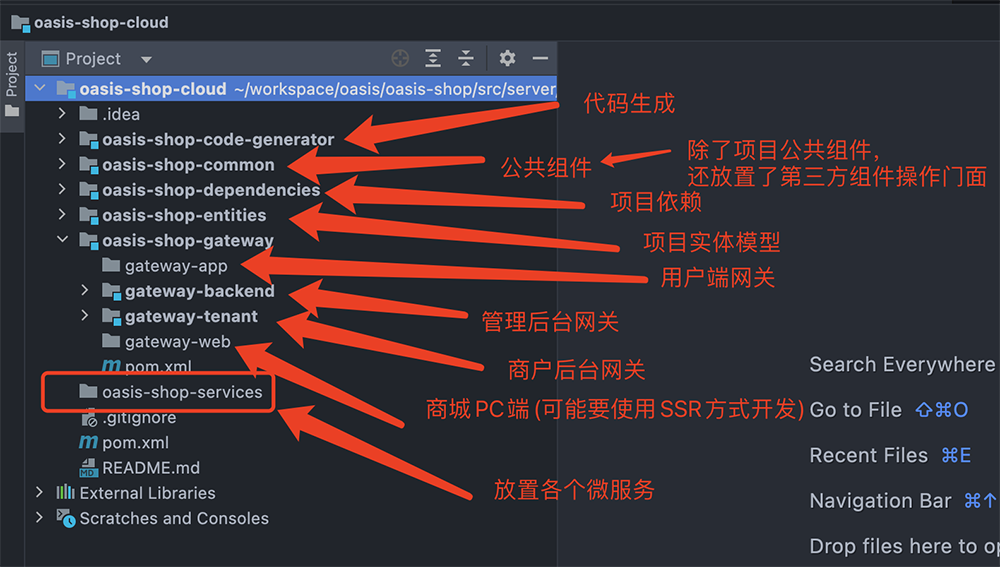 oasis-shop-cloud
Project
Project
oasis-shop-cloud ~/workspace/oasis/oasis-shop/src/server
.idea
代码生成
oasis-shop-code-generator
oasis-shop-common
公共组件
除了项目公共组件,
还放置了第三方组件操作门面
oasis-shop-dependencies
项目依赖
oasis-shop-entities
项目实体模型
oasis-shop-gateway
gateway-app
用户端网关
gateway-backend
管理后台网关
gateway-tenant
gateway-web
商户后台网关
pom.xml
Search Everywhere
oasis-shop-services
商城PC端(可能要使用SSR方式开发)
Go to File ⇧⌘O
.gitignore
pom.xml
Recent Files ⌘E
README.md
MD
放置各个微服务
External Libraries
Navigation Bar ⌘↑
Scratches and Consoles
Drop files here to op